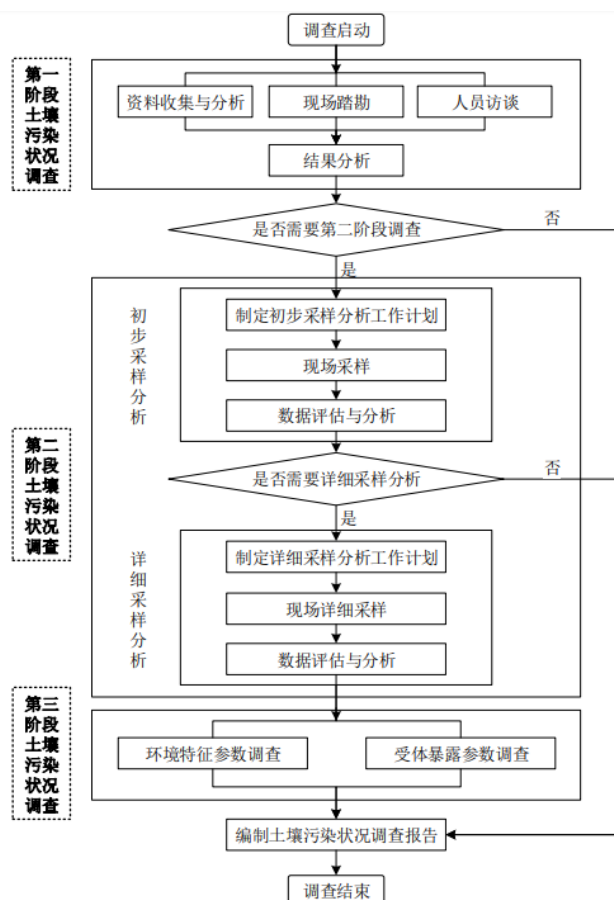 调查启动
第一
阶段
土壤
污染
状况
调查
资料收集与分析
现场踏勘
人员访谈
结果分析
是否需要第二阶段调查
否
是
初步采样分析
制定初步采样分析工作计划
现场采样
数据评估与分析
第二
阶段
土壤
污染
状况
调查
是否需要详细采样分析
否
是
详细采样分析
制定详细采样分析工作计划
现场详细采样
数据评估与分析
第三
阶段
土壤
污染
状况
调查
环境特征参数调查
受体暴露参数调查
编制土壤污染状况调查报告
调查结束